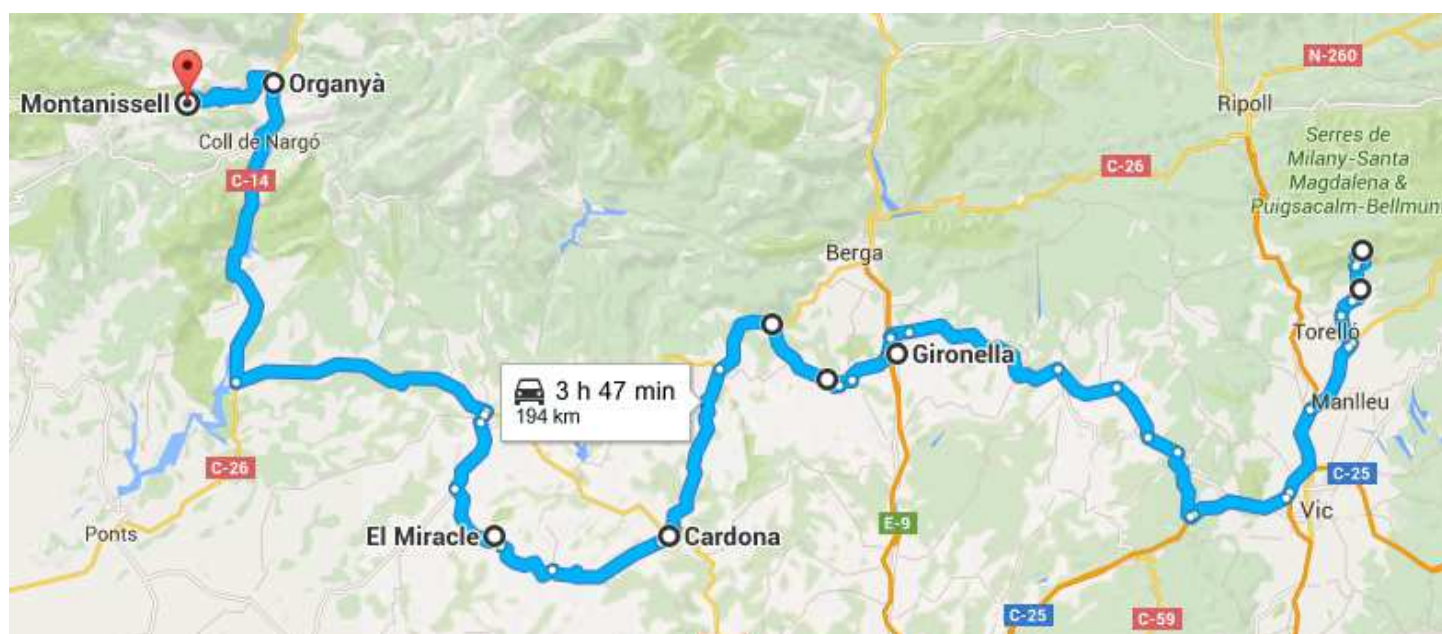 N-260
Organyà
Montanissell
Ripoll
Coll de Nargó
Serres de
Milany-Santa
Magdalena &
Puigsacalm-Bellmun
C-26
C-14
Berga
Torelló
Gironella
3 h 47 min
194 km
Manlleu
C-26
C-25
Vic
Ponts
El Miracle
Cardona
E-9
C-25
C-59